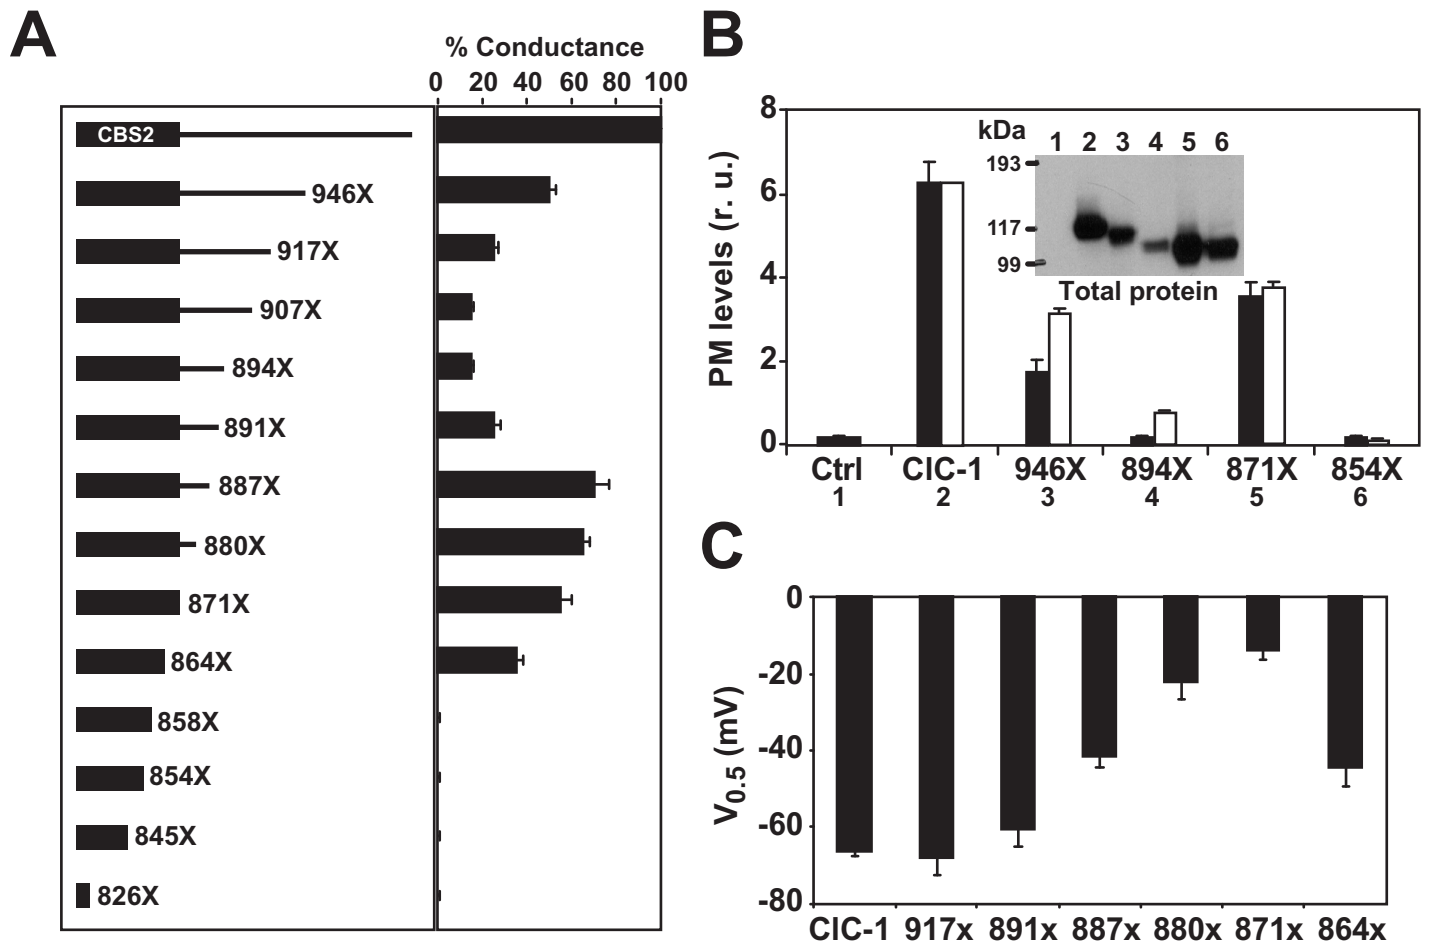 A
% Conductance
0 20 40 60 80 100
CBS2
946X
917X
907X
894X
891X
887X
880X
871X
864X
858X
854X
845X
826X
B
PM levels (r. u.)
8
6
4
2
0
kDa 1 2 3 4 5 6
193
117
99
Total protein
Ctrl ClC-1 946X 894X 871X 854X
1 2 3 4 5 6
C
V0.5 (mV)
0
-20
-40
-60
-80
ClC-1 917x 891x 887x 880x 871x 864x